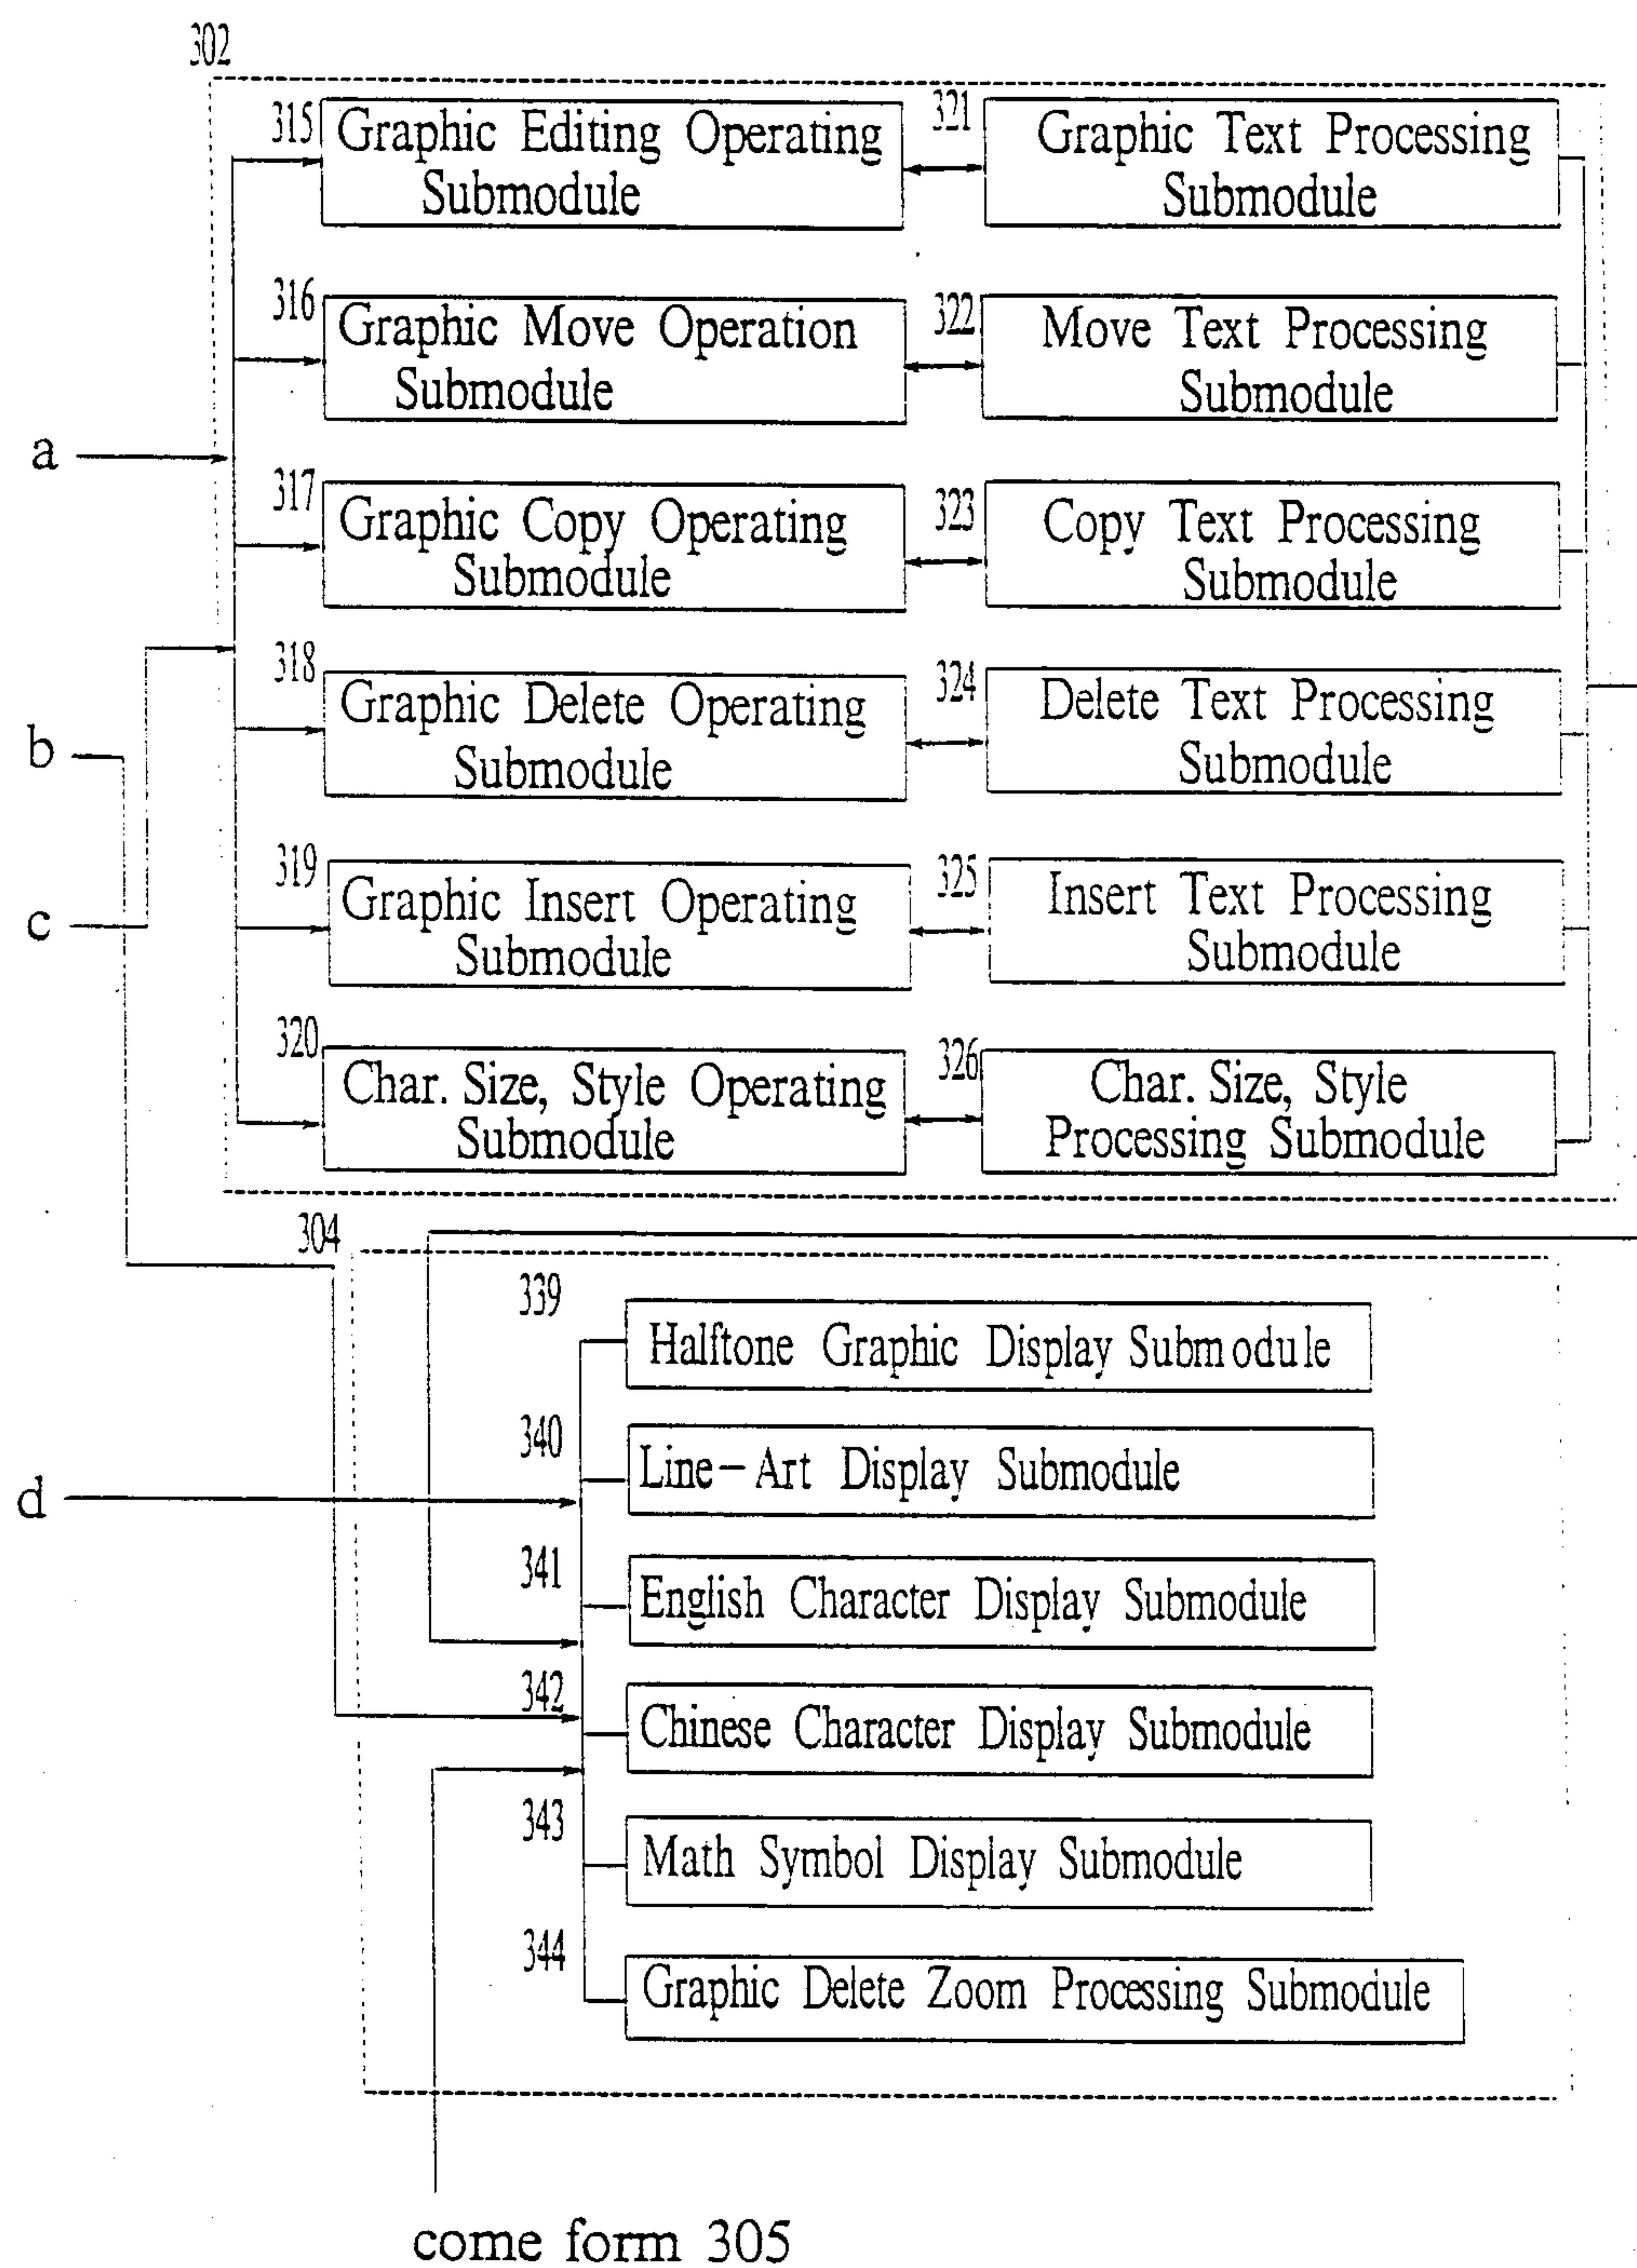 302
315
Graphic Editing Operating
Submodule
321
Graphic Text Processing
Submodule
316
Graphic Move Operation
Submodule
322
Move Text Processing
Submodule
a
317
Graphic Copy Operating
Submodule
323
Copy Text Processing
Submodule
318
Graphic Delete Operating
Submodule
324
Delete Text Processing
Submodule
b
319
Graphic Insert Operating
Submodule
325
Insert Text Processing
Submodule
c
320
Char. Size, Style Operating
Submodule
326
Char. Size, Style
Processing Submodule
304
339
Halftone Graphic Display Submodule
340
Line-Art Display Submodule
d
341
English Character Display Submodule
342
Chinese Character Display Submodule
343
Math Symbol Display Submodule
344
Graphic Delete Zoom Processing Submodule
come form 305